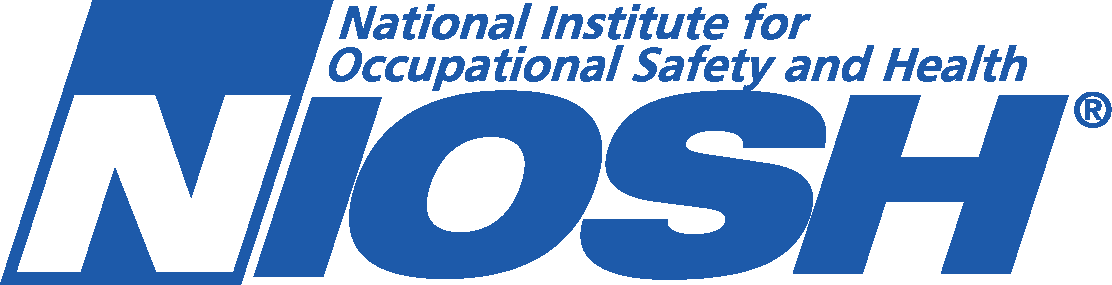 National Institute for
Occupational Safety and Health
NIOSH®